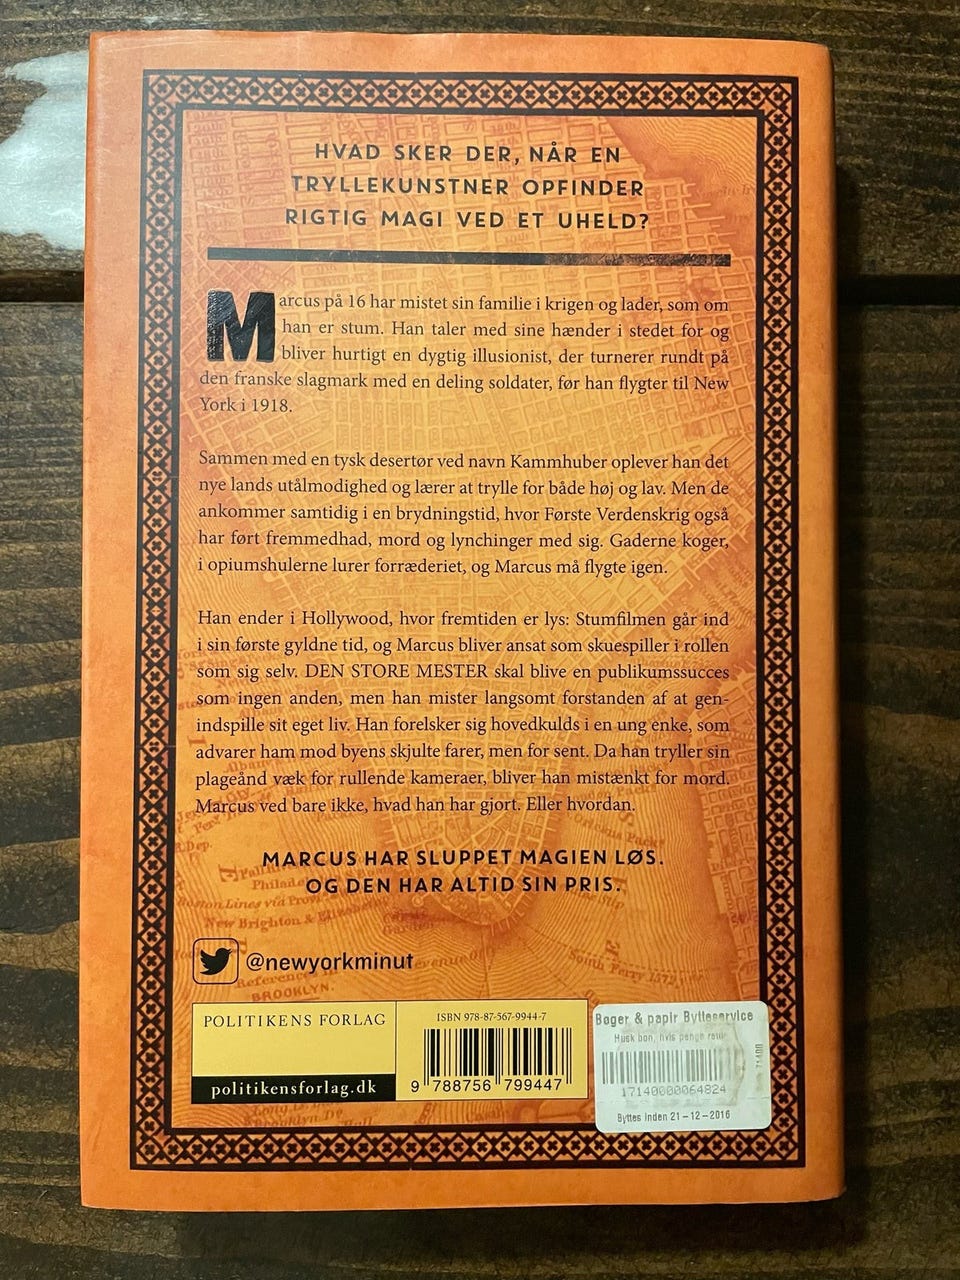 HVAD SKER DER, NÅR EN
TRYLLEKUNSTNER OPFINDER
RIGTIG MAGI VED ET UHELD?
Marcus på 16 har mistet sin familie i krigen og lader, som om
han er stum. Han taler med sine hænder i stedet for og
bliver hurtigt en dygtig illusionist, der turnerer rundt på
den franske slagmark med en deling soldater, før han flygter til New
York i 1918.
Sammen med en tysk desertør ved navn Kammhuber oplever han det
nye lands utålmodighed og lærer at trylle for både høj og lav. Men de
ankommer samtidig i en brydningstid, hvor Første Verdenskrig også
har ført fremmedhad, mord og lynchinger med sig. Gaderne koger,
i opiumshulerne lurer forræderiet, og Marcus må flygte igen.
Han ender i Hollywood, hvor fremtiden er lys: Stumfilmen går ind
i sin første gyldne tid, og Marcus bliver ansat som skuespiller i rollen
som sig selv. DEN STORE MESTER skal blive en publikumssucces
som ingen anden, men han mister langsomt forstanden af at gen-
indspille sit eget liv. Han forelsker sig hovedkulds i en ung enke, som
advarer ham mod byens skjulte farer, men for sent. Da han tryller sin
plageånd væk for rullende kameraer, bliver han mistænkt for mord.
Marcus ved bare ikke, hvad han har gjort. Eller hvordan.
MARCUS HAR SLUPPET MAGIEN LØS.
OG DEN HAR ALTID SIN PRIS.
New Brighton &
Garden
@newyorkminut
South Ferry
BROOKLYN.
POLITIKENS FORLAG
politikensforlag.dk
ISBN 978-87-567-9944-7
9 788756 799447
Bøger & papir Bytteservice
Husk bon, hvis penge
17140000064824
Byttes inden 21-12-2016